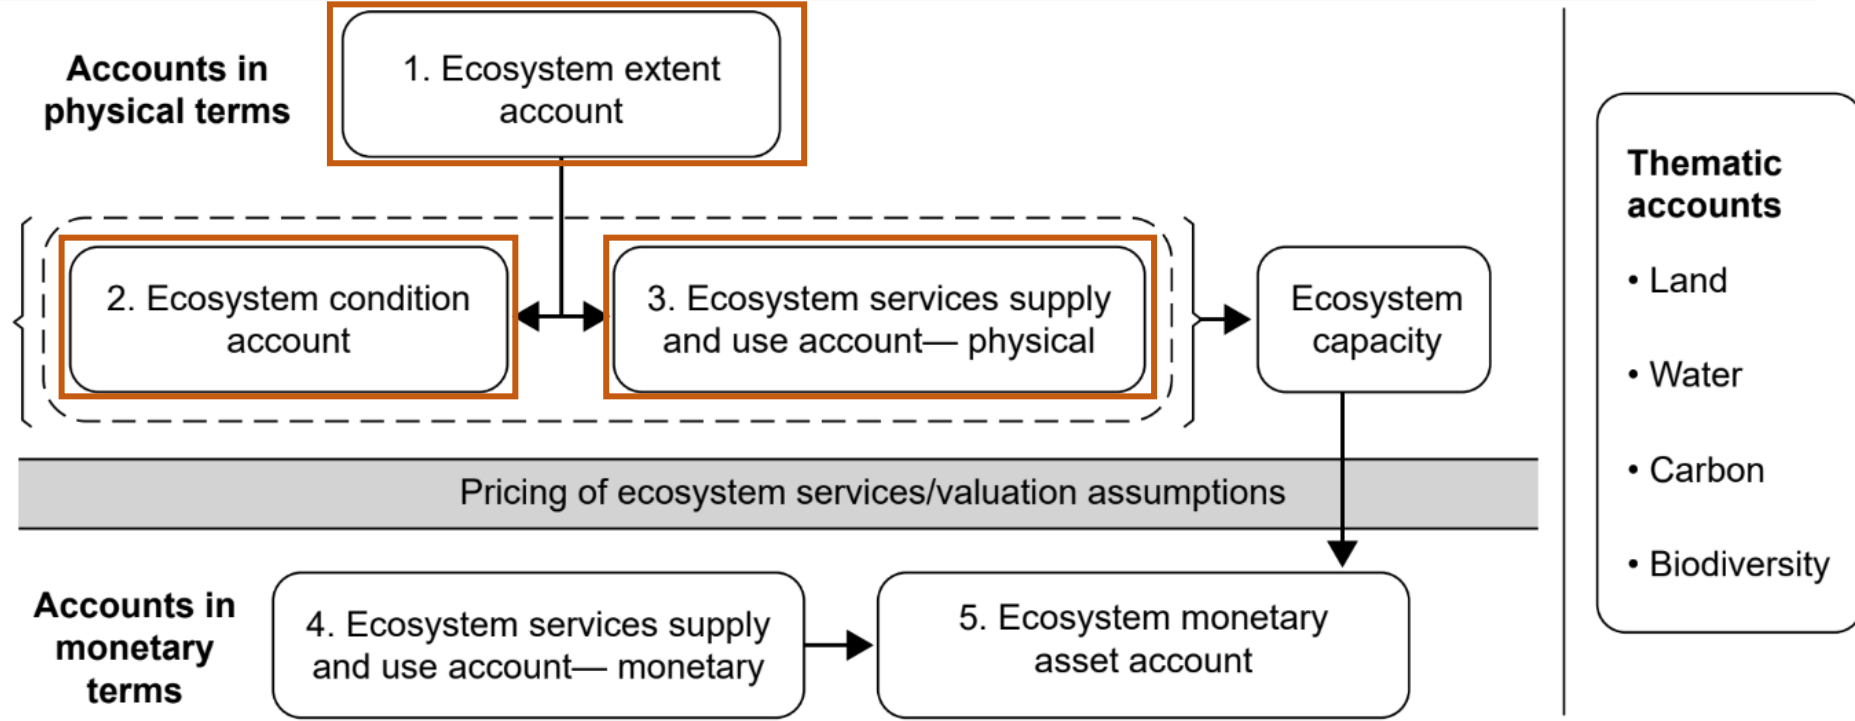 Accounts in
physical terms
1. Ecosystem extent
account
2. Ecosystem condition
account
3. Ecosystem services supply
and use account— physical
Ecosystem
capacity
Pricing of ecosystem services/valuation assumptions
Accounts in
monetary
terms
4. Ecosystem services supply
and use account— monetary
5. Ecosystem monetary
asset account
Thematic
accounts
• Land
• Water
• Carbon
• Biodiversity